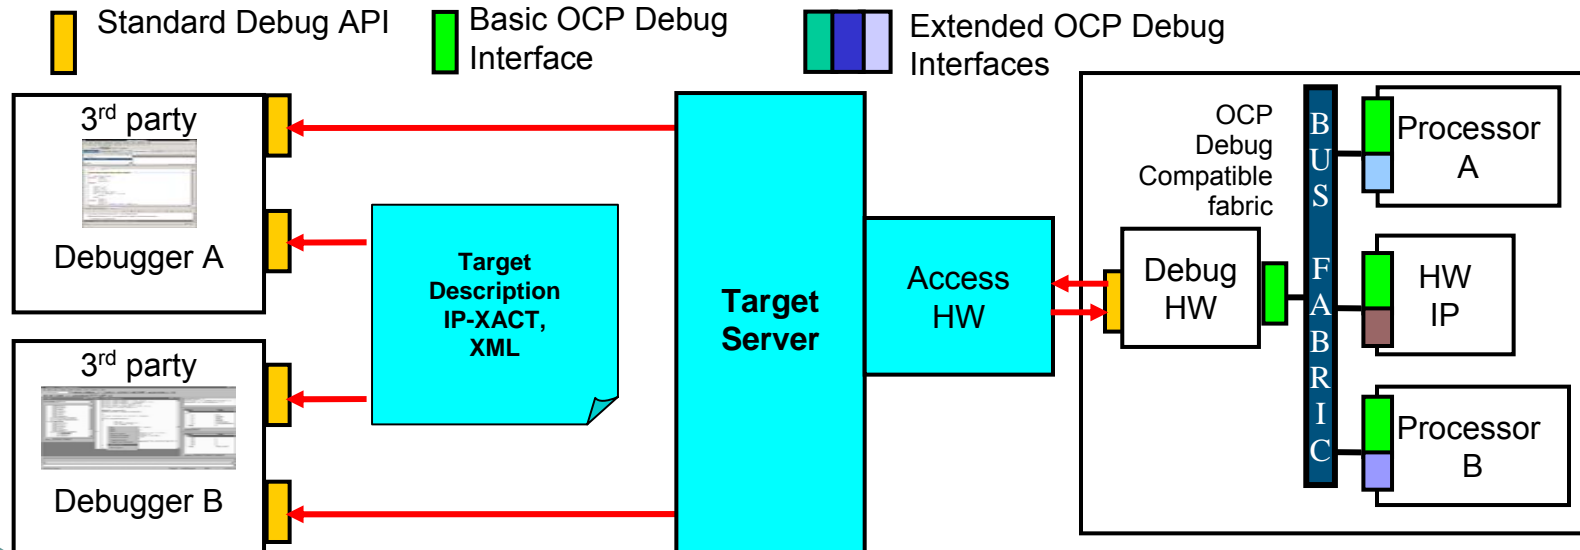 Standard Debug API
Basic OCP Debug
Interface
Extended OCP Debug
Interfaces
3rd party
Debugger A
3rd party
Debugger B
Target
Description
IP-XACT,
XML
Target
Server
Access
HW
OCP
Debug
Compatible
fabric
Debug
HW
BUS FABRIC
Processor
A
HW
IP
Processor
B